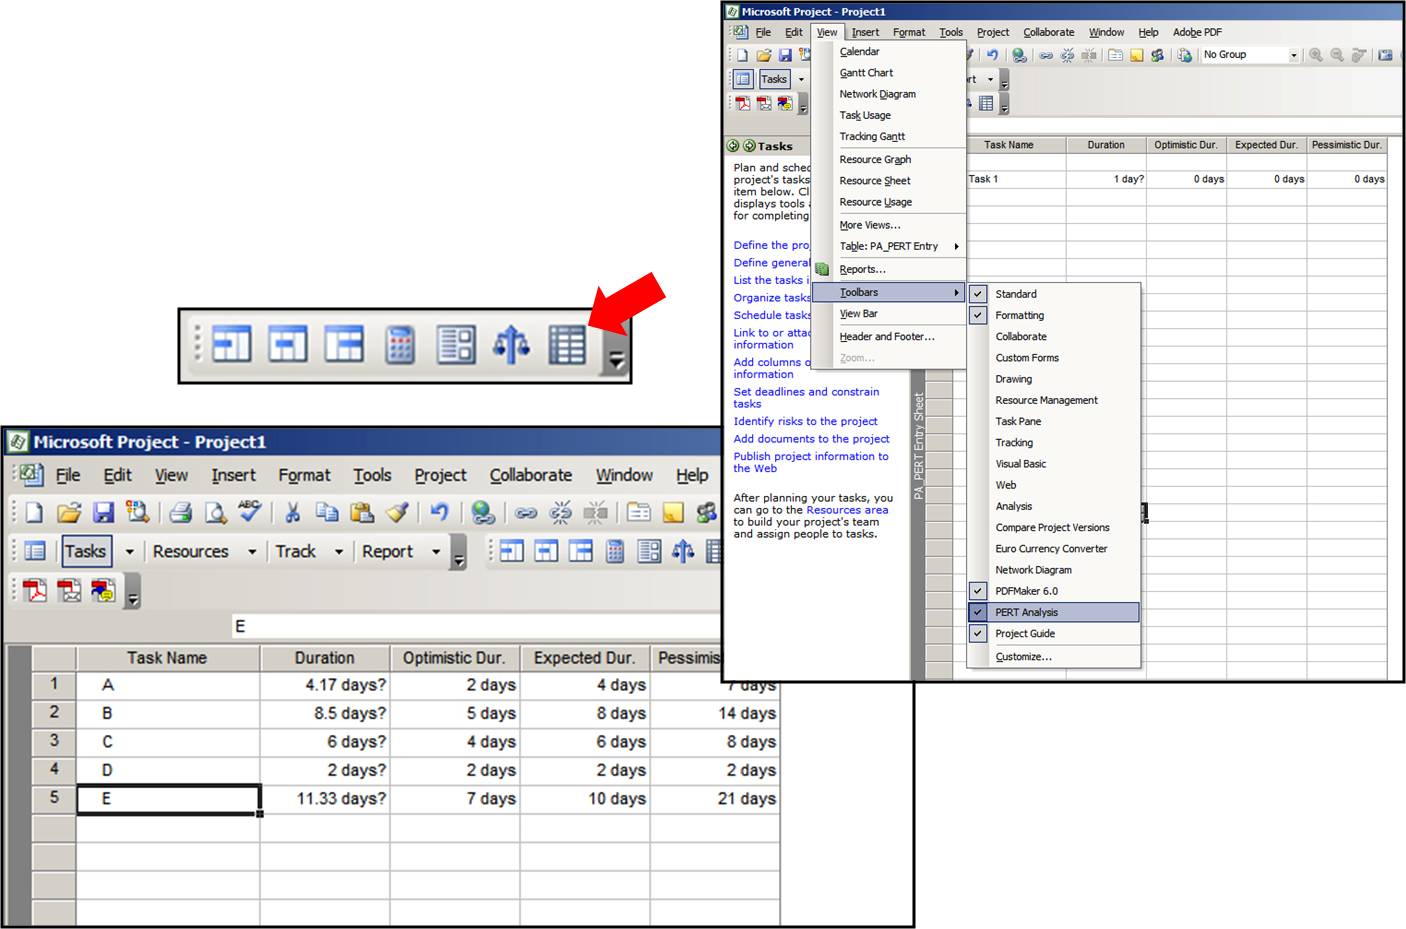 Microsoft Project - Project1
File Edit View Insert Format Tools Project Collaborate Window Help Adobe PDF
No Group
Tasks
Calendar
Gantt Chart
Network Diagram
Task Usage
Tracking Gantt
Resource Graph
Resource Sheet
Resource Usage
More Views...
Table: PA_PERT Entry
Reports...
Toolbars
View Bar
Header and Footer...
Zoom...
Standard
Formatting
Collaborate
Custom Forms
Drawing
Resource Management
Task Pane
Tracking
Visual Basic
Web
Analysis
Compare Project Versions
Euro Currency Converter
Network Diagram
PDFMaker 6.0
PERT Analysis
Project Guide
Customize...
Task Name Duration Optimistic Dur. Expected Dur. Pessimistic Dur.
Task 1 1 day? 0 days 0 days 0 days
Tasks
Plan and sched
project's tasks
item below. Cl
displays tools a
for completing
Define the proj
Define general
List the tasks i
Organize tasks
Schedule tasks
Link to or attac
information
Add columns o
information
Set deadlines and constrain
tasks
Identify risks to the project
Add documents to the project
Publish project information to
the Web
After planning your tasks, you
can go to the Resources area
to build your project's team
and assign people to tasks.
PA_PERT Entry Sheet
Microsoft Project - Project1
File Edit View Insert Format Tools Project Collaborate Window Help
ABC
Tasks Resources Track Report
E
Task Name Duration Optimistic Dur. Expected Dur. Pessimis
1 A 4.17 days? 2 days 4 days 7 days
2 B 8.5 days? 5 days 8 days 14 days
3 C 6 days? 4 days 6 days 8 days
4 D 2 days? 2 days 2 days 2 days
5 E 11.33 days? 7 days 10 days 21 days